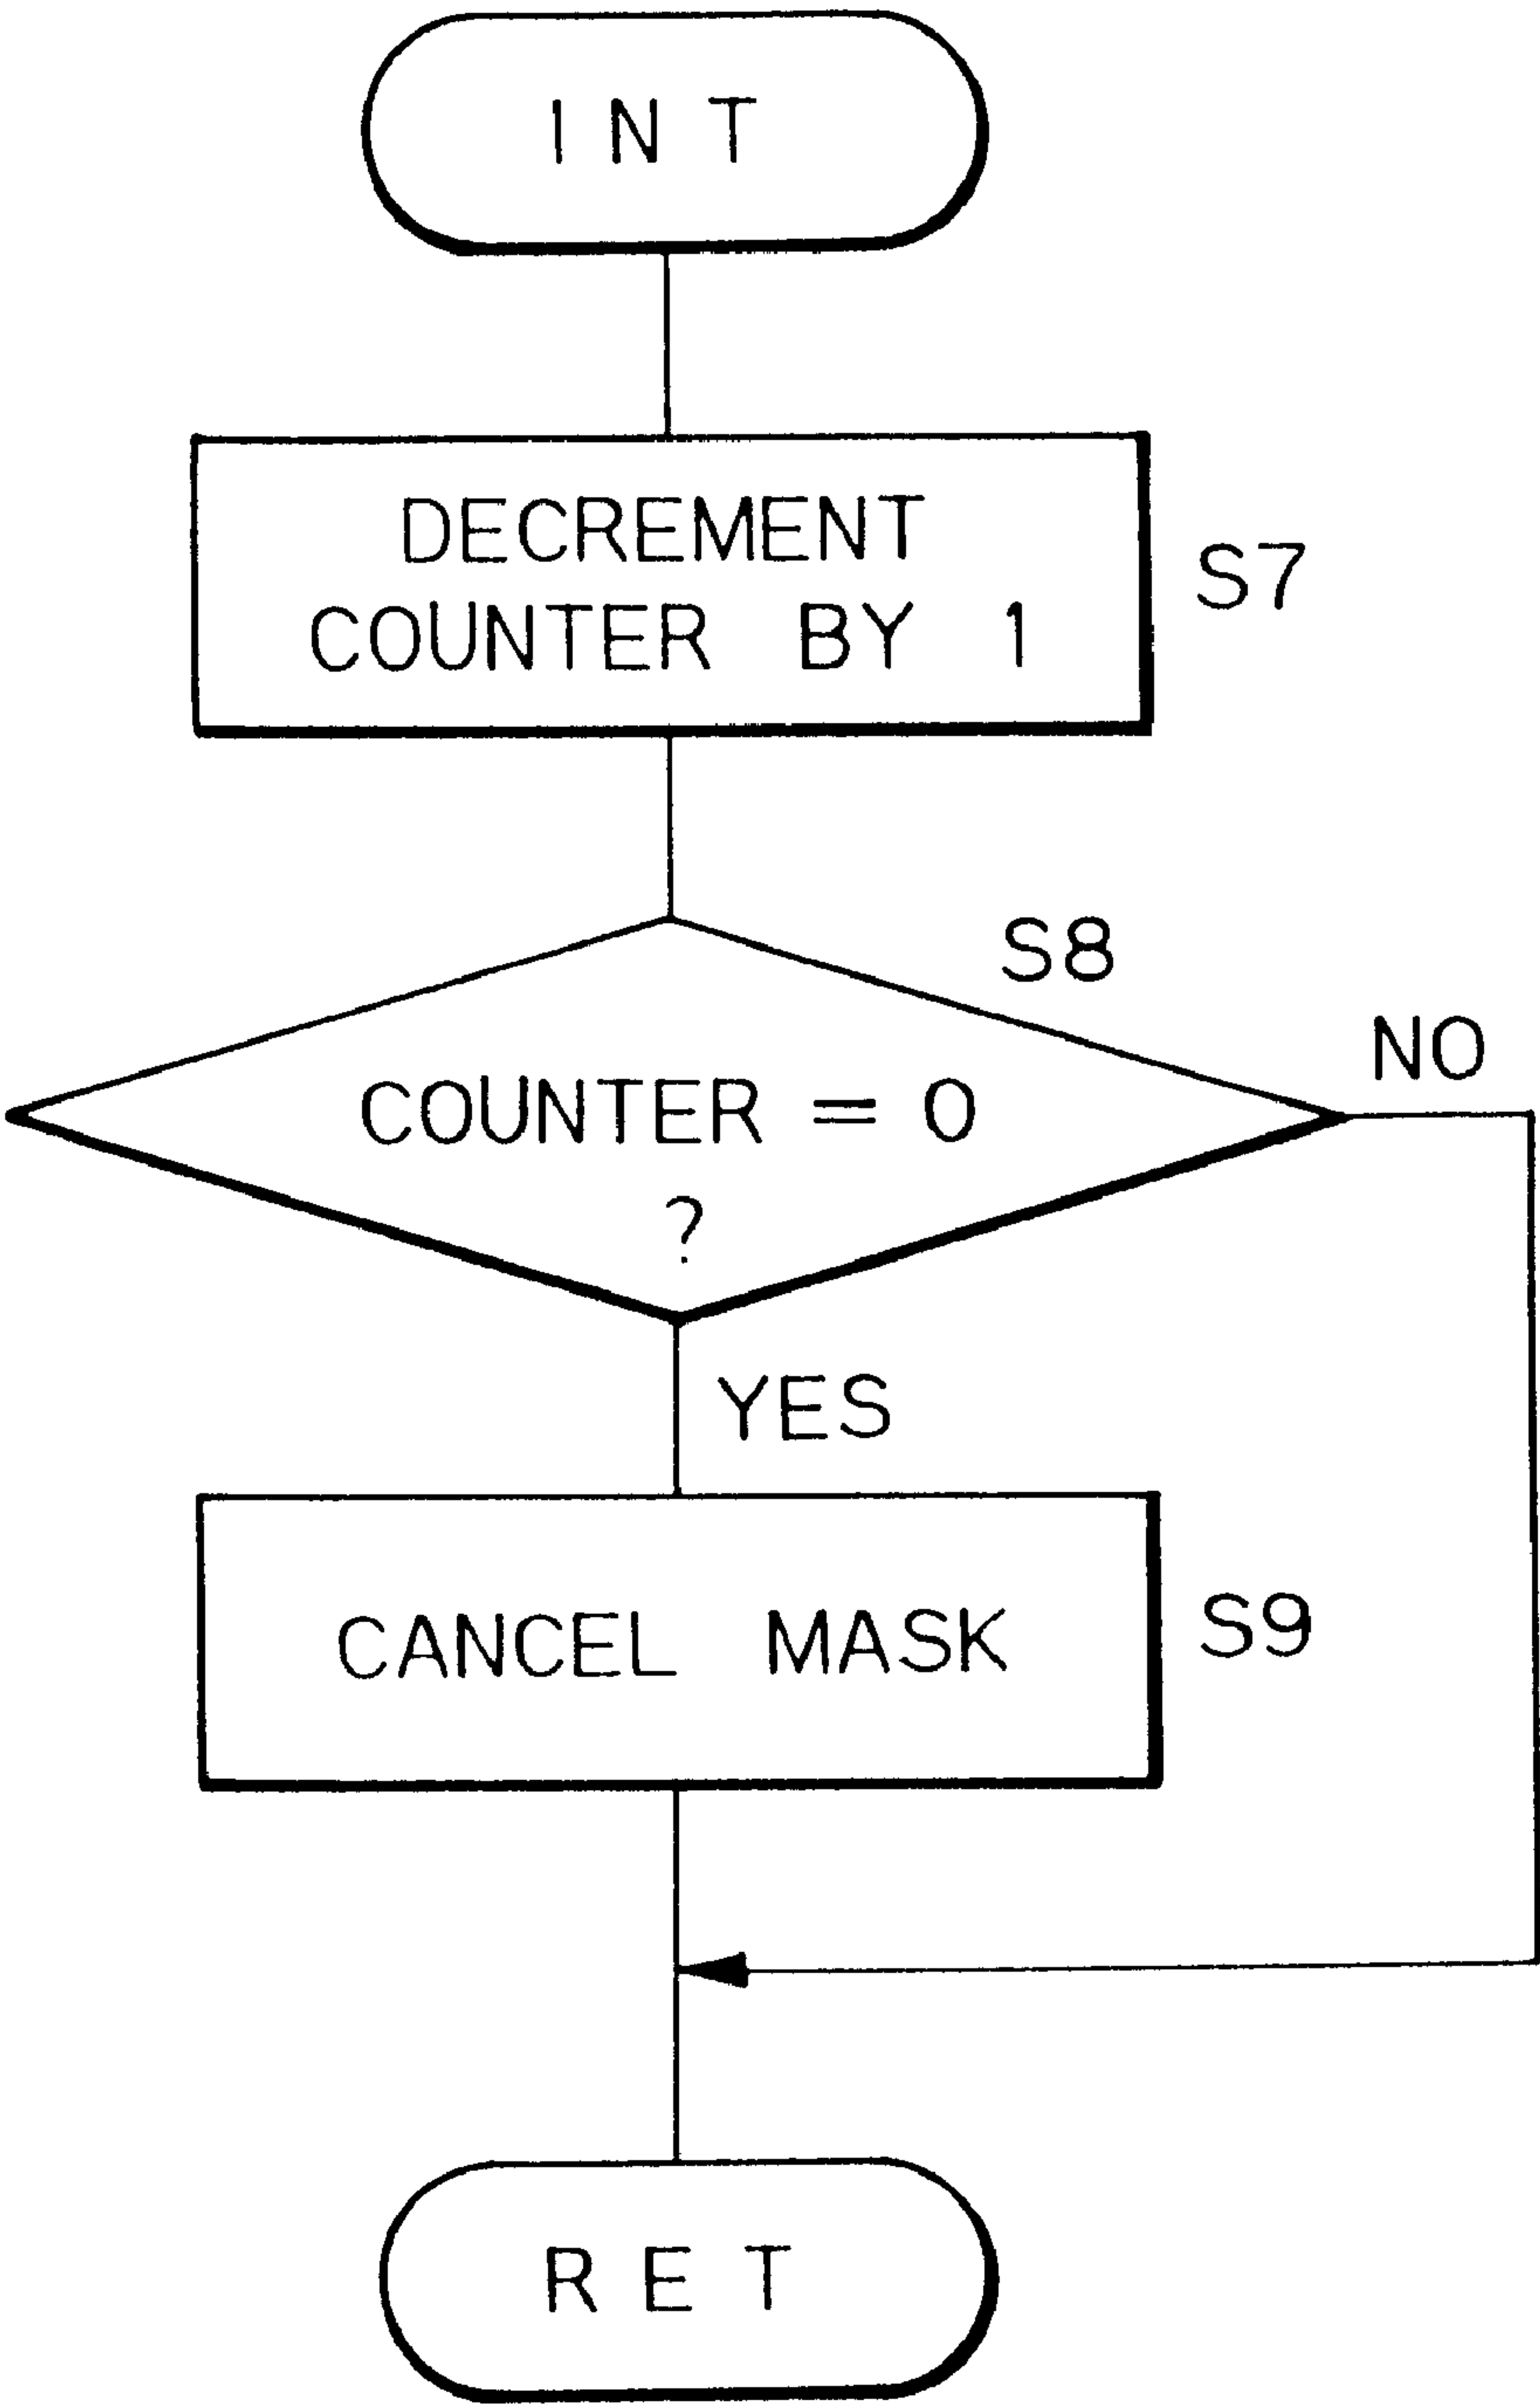 INT
DECREMENT
COUNTER BY 1
S7
S8
NO
COUNTER = 0
?
YES
CANCEL MASK
S9
RET